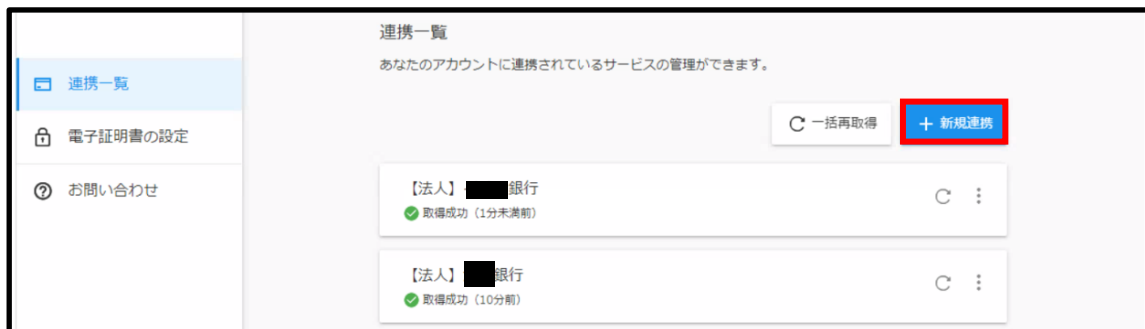 連携一覧
あなたのアカウントに連携されているサービスの管理ができます。
連携一覧
電子証明書の設定
お問い合わせ
一括再取得
+ 新規連携
【法人】 銀行
取得成功（1分未満前）
【法人】 銀行
取得成功（10分前）